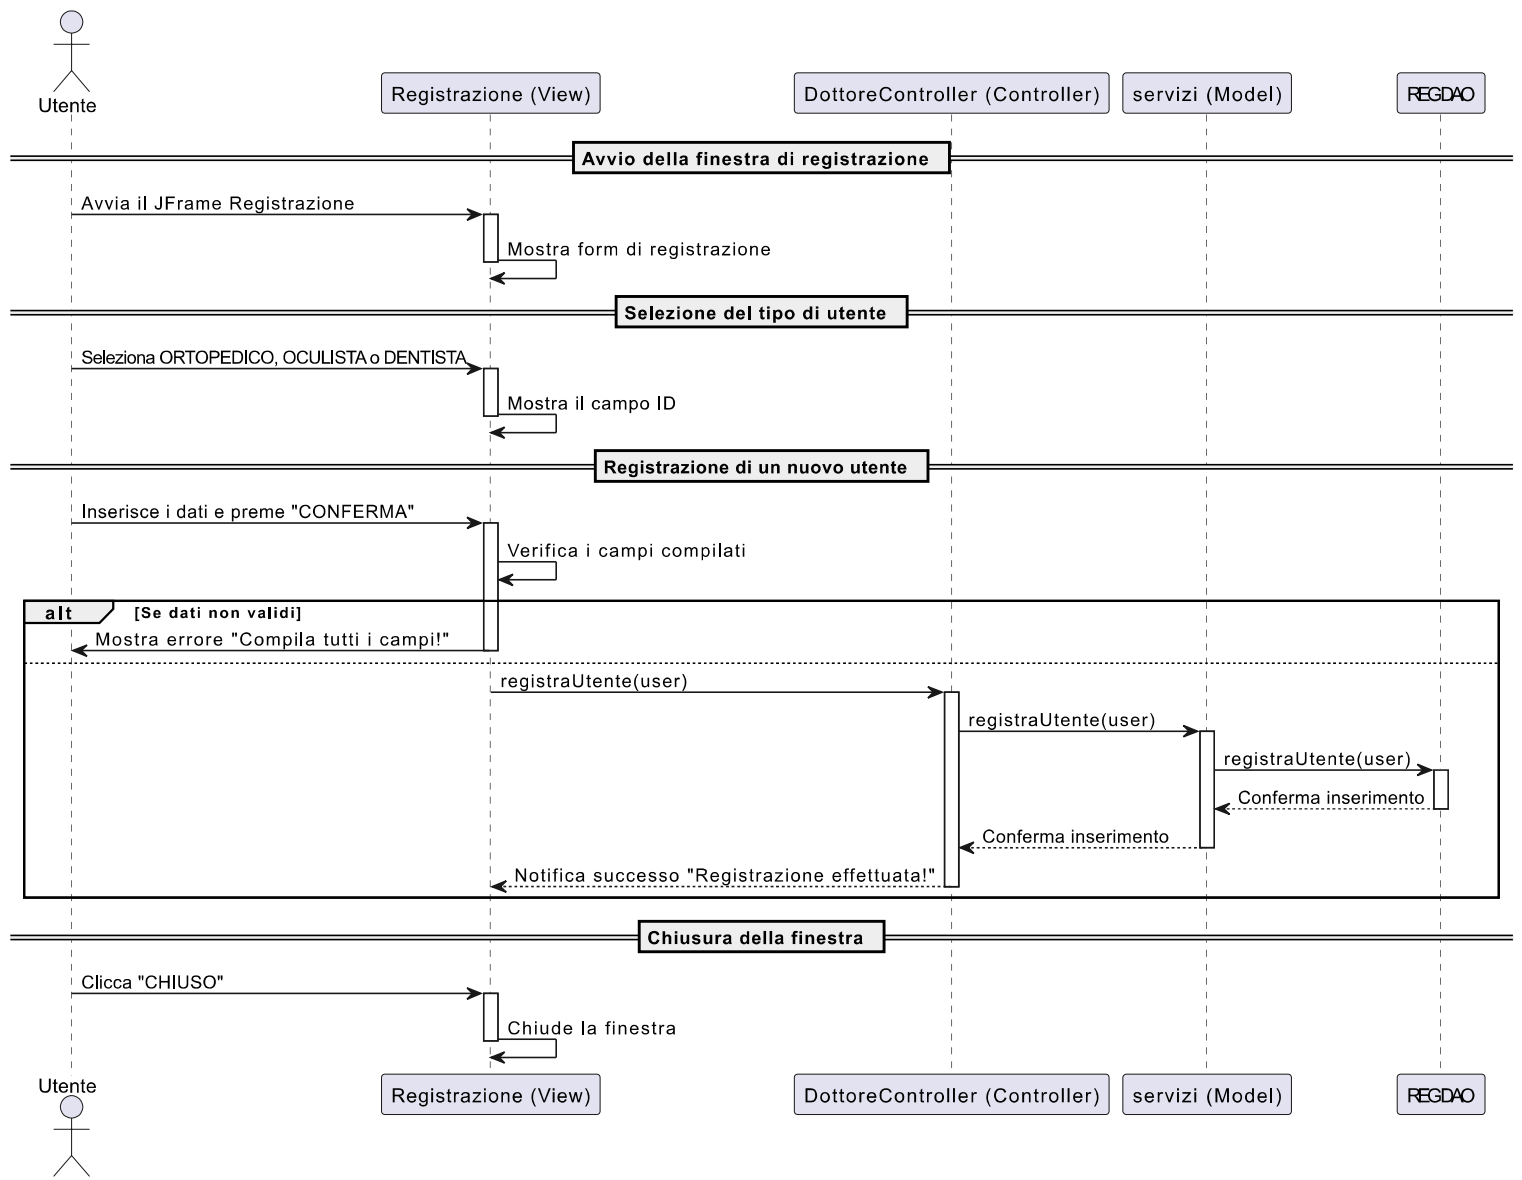 Utente
Registrazione (View)
DottoreController (Controller)
servizi (Model)
REGDAO
Avvio della finestra di registrazione
Avvia il JFrame Registrazione
Mostra form di registrazione
Selezione del tipo di utente
Seleziona ORTOPEDICO, OCULISTA o DENTISTA
Mostra il campo ID
Registrazione di un nuovo utente
Inserisce i dati e preme "CONFERMA"
Verifica i campi compilati
alt
[Se dati non validi]
Mostra errore "Compila tutti i campi!"
registraUtente(user)
registraUtente(user)
registraUtente(user)
Conferma inserimento
Conferma inserimento
Notifica successo "Registrazione effettuata!"
Chiusura della finestra
Clicca "CHIUSO"
Chiude la finestra
Utente
Registrazione (View)
DottoreController (Controller)
servizi (Model)
REGDAO